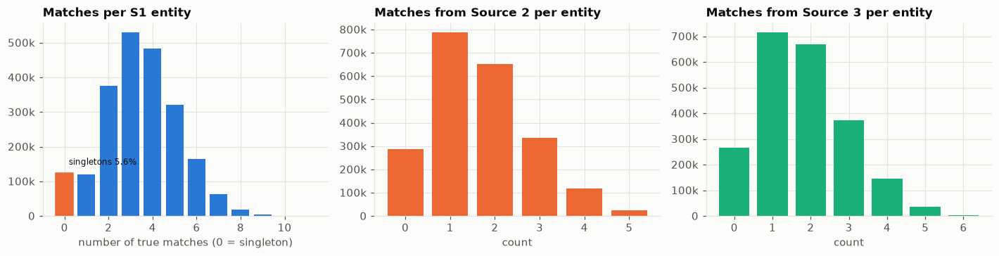 Matches per S1 entity
500k
400k
300k
200k
100k
0
singletons 5.6%
0 2 4 6 8 10
number of true matches (0 = singleton)
Matches from Source 2 per entity
800k
700k
600k
500k
400k
300k
200k
100k
0
0 1 2 3 4 5
count
Matches from Source 3 per entity
700k
600k
500k
400k
300k
200k
100k
0
0 1 2 3 4 5 6
count